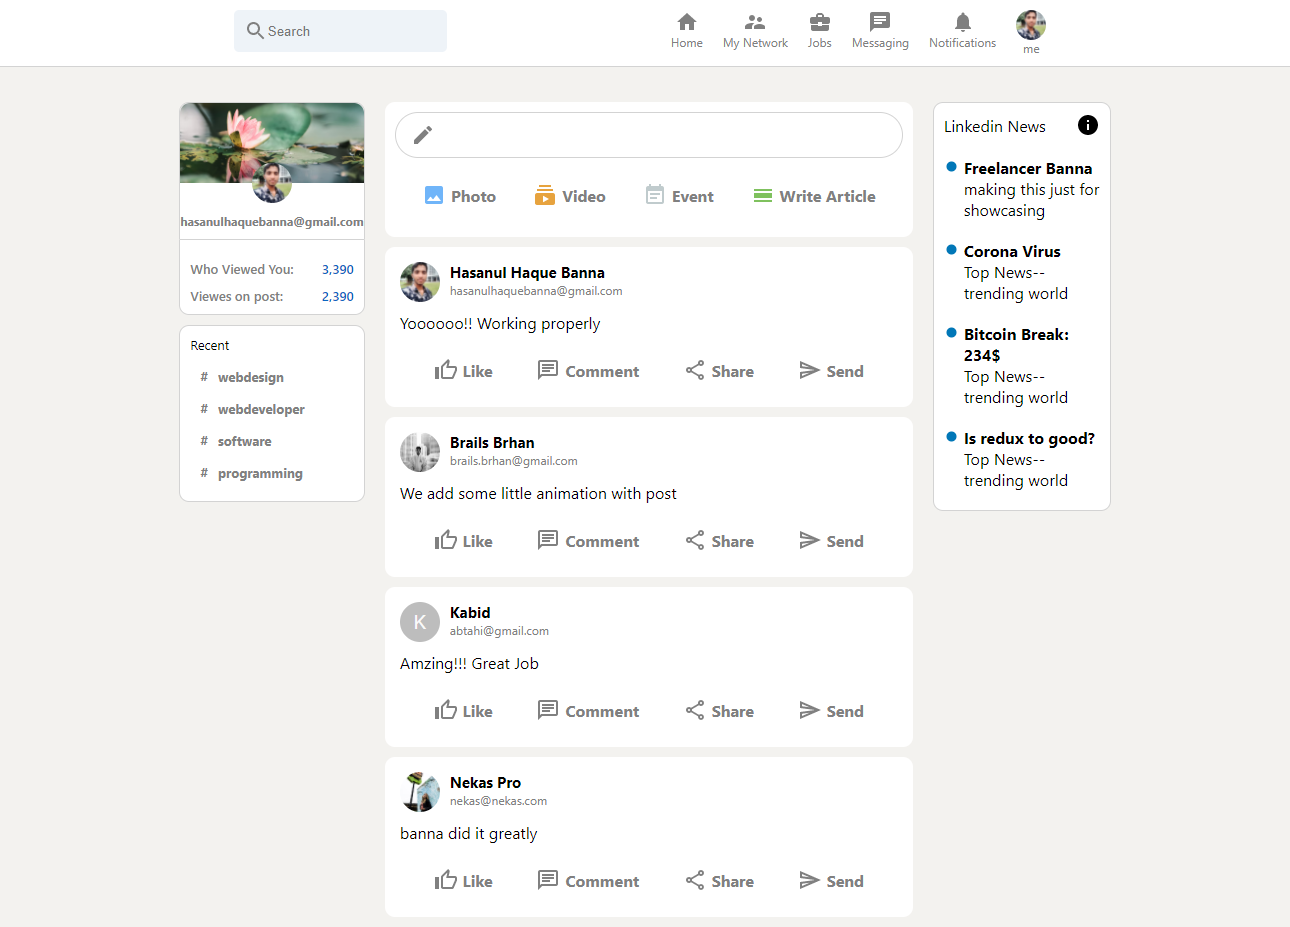 Search
Home
My Network
Jobs
Messaging
Notifications
me
hasanulhaquebanna@gmail.com
Who Viewed You: 3,390
Viewes on post: 2,390
Recent
# webdesign
# webdeveloper
# software
# programming
Photo
Video
Event
Write Article
Hasanul Haque Banna
hasanulhaquebanna@gmail.com
Yoooooo!! Working properly
Like
Comment
Share
Send
Brails Brhan
brails.brhan@gmail.com
We add some little animation with post
Like
Comment
Share
Send
K
Kabid
abtahi@gmail.com
Amzing!!! Great Job
Like
Comment
Share
Send
Nekas Pro
nekas@nekas.com
banna did it greatly
Like
Comment
Share
Send
Linkedin News
Freelancer Banna
making this just for
showcasing
Corona Virus
Top News--
trending world
Bitcoin Break:
234$
Top News--
trending world
Is redux to good?
Top News--
trending world